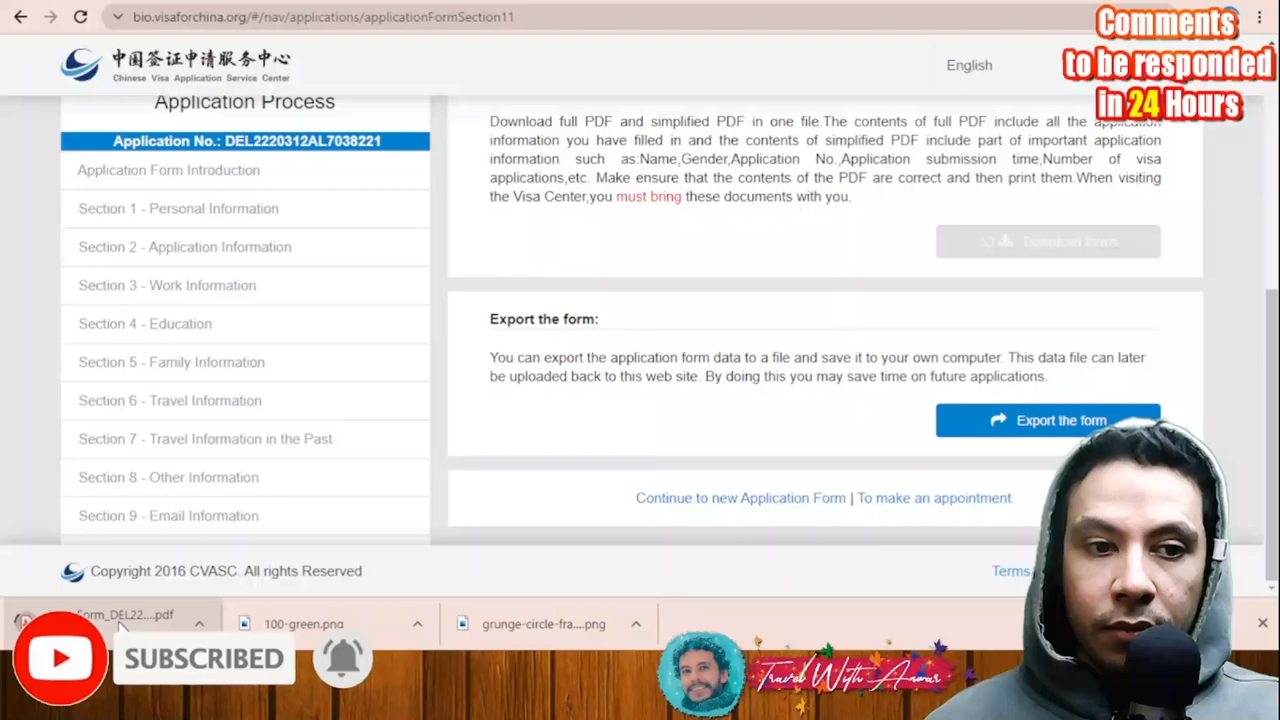 bio.visaforchina.org/#/nav/applications/applicationFormSection11
Comments
to be responded
in 24 Hours
中国签证申请服务中心
Chinese Visa Application Service Center
English
Application Process
Application No.: DEL2220312AL7038221
Application Form Introduction
Section 1 - Personal Information
Section 2 - Application Information
Section 3 - Work Information
Section 4 - Education
Section 5 - Family Information
Section 6 - Travel Information
Section 7 - Travel Information in the Past
Section 8 - Other Information
Section 9 - Email Information
Download full PDF and simplified PDF in one file.The contents of full PDF include all the application
information you have filled in and the contents of simplified PDF include part of important application
information such as:Name,Gender,Application No.,Application submission time,Number of visa
applications,etc. Make ensure that the contents of the PDF are correct and then print them.When visiting
the Visa Center,you must bring these documents with you.
Download forms
Export the form:
You can export the application form data to a file and save it to your own computer. This data file can later
be uploaded back to this web site. By doing this you may save time on future applications.
Export the form
Continue to new Application Form | To make an appointment
Copyright 2016 CVASC. All rights Reserved
Terms
Form_DEL22....pdf
100-green.png
grunge-circle-fra....png
SUBSCRIBED
Travel With Anwar